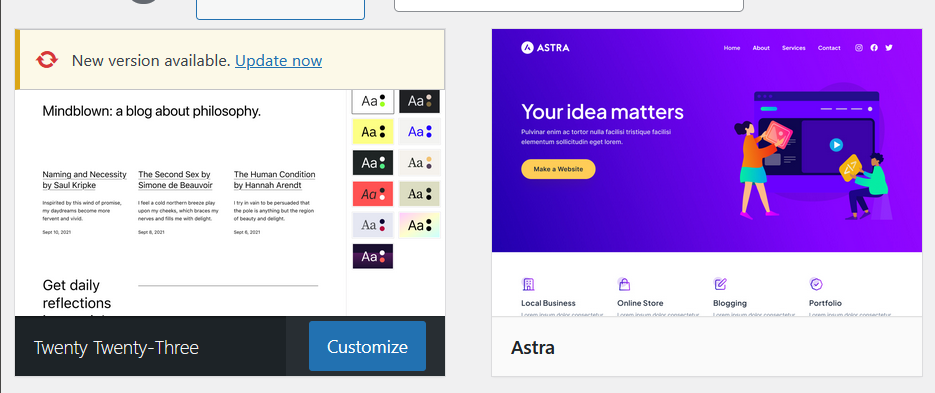 New version available. Update now
Mindblown: a blog about philosophy.
Naming and Necessity
by Saul Kripke
Inspirited by this wind of promise,
my daydreams become more
fervent and vivid.
Sept 10, 2021
The Second Sex by
Simone de Beauvoir
I feel a cold northern breeze play
upon my cheeks, which braces my
nerves and fills me with delight.
Sept 8, 2021
The Human Condition
by Hannah Arendt
I try in vain to be persuaded that
the pole is anything but the region
of beauty and delight.
Sept 6, 2021
Get daily
reflections
Aa
Aa
Aa
Aa
Aa
Aa
Aa
Aa
Aa
Aa
Aa
Twenty Twenty-Three
Customize
ASTRA
Home About Services Contact
Your idea matters
Pulvinar enim ac tortor nulla facilisi tristique facilisi
elementum sollicitudin eget lorem.
Make a Website
Local Business
Lorem ipsum dolor consectetur
Online Store
Lorem ipsum dolor consectetur
Blogging
Lorem ipsum dolor consectetur
Portfolio
Lorem ipsum dolor consectetur
Astra